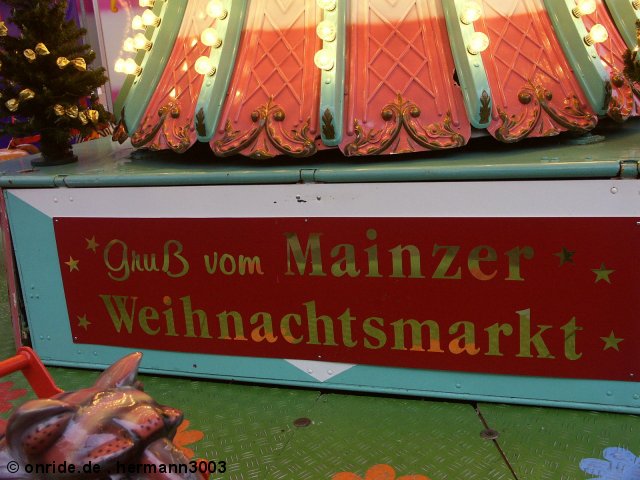 Gruß vom Mainzer
Weihnachtsmarkt
© onride.de . hermann3003